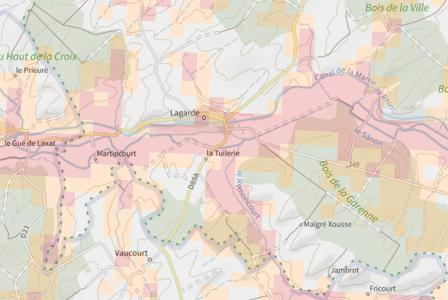 Bois de la Ville
u Haut de la Croix
le Prieuré
Canal de la Marne au Rhin
Lagarde
le Sânon
le Gué de Laxat
Martincourt
la Tuilerie
249
D89A
le Remoncourt
Bois de la Garenne
D21
Malgré Xousse
Vaucourt
Jambrot
Fricourt